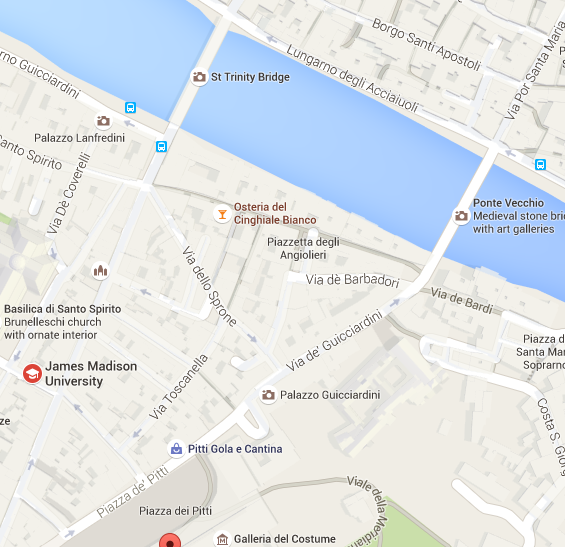 Borgo Santi Apostoli
Via Por Santa Maria
Lungarno degli Acciaiuoli
St Trinity Bridge
Guicciardini
Palazzo Lanfredini
Santo Spirito
Via Dè Coverelli
Osteria del
Cinghiale Bianco
Ponte Vecchio
Medieval stone bri
with art galleries
Piazzetta degli
Angiolieri
Via dello Sprone
Via dè Barbadori
Via de Bardi
Basilica di Santo Spirito
Brunelleschi church
with ornate interior
Via de' Guicciardini
Piazza d
Santa Mar
Soprarno
James Madison
University
Via Toscanella
Palazzo Guicciardini
Costa S. Giorg
ze
Pitti Gola e Cantina
Piazza de' Pitti
Piazza dei Pitti
Viale della Meridian
Galleria del Costume